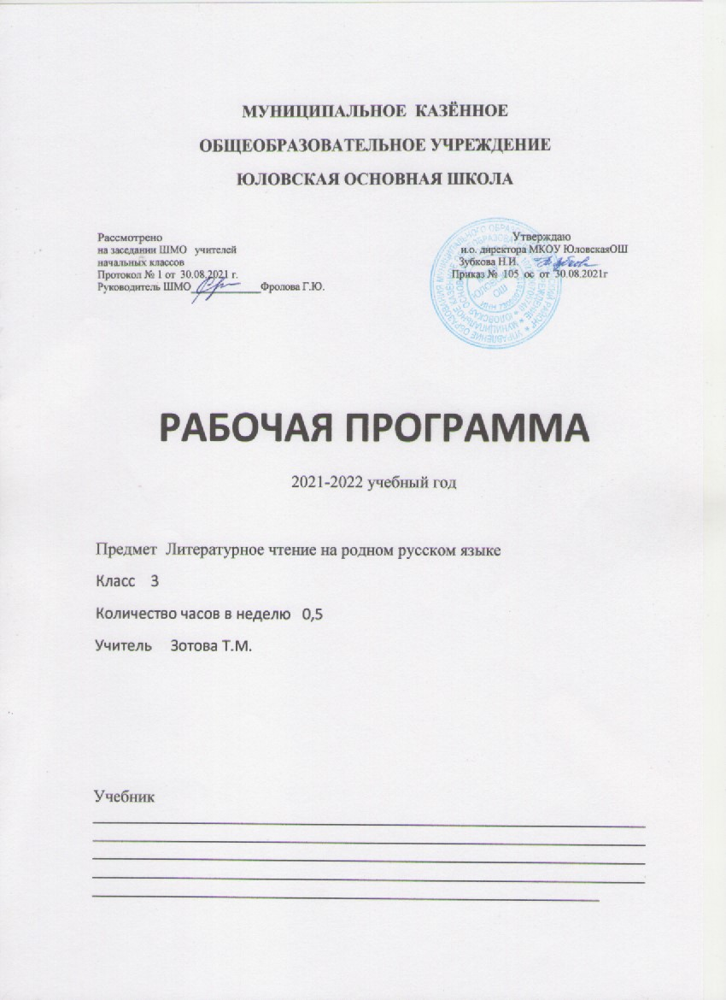 МУНИЦИПАЛЬНОЕ КАЗЁННОЕ
ОБЩЕОБРАЗОВАТЕЛЬНОЕ УЧРЕЖДЕНИЕ
ЮЛОВСКАЯ ОСНОВНАЯ ШКОЛА
Рассмотрено
на заседании ШМО учителей
начальных классов
Протокол № 1 от 30.08.2021 г.
Руководитель ШМО____________Фролова Г.Ю.
Утверждаю
и.о. директора МКОУ ЮловскаяОШ
Зубкова Н.И.
Приказ № 105 ос от 30.08.2021г
РАБОЧАЯ ПРОГРАММА
2021-2022 учебный год
Предмет Литературное чтение на родном русском языке
Класс 3
Количество часов в неделю 0,5
Учитель Зотова Т.М.
Учебник